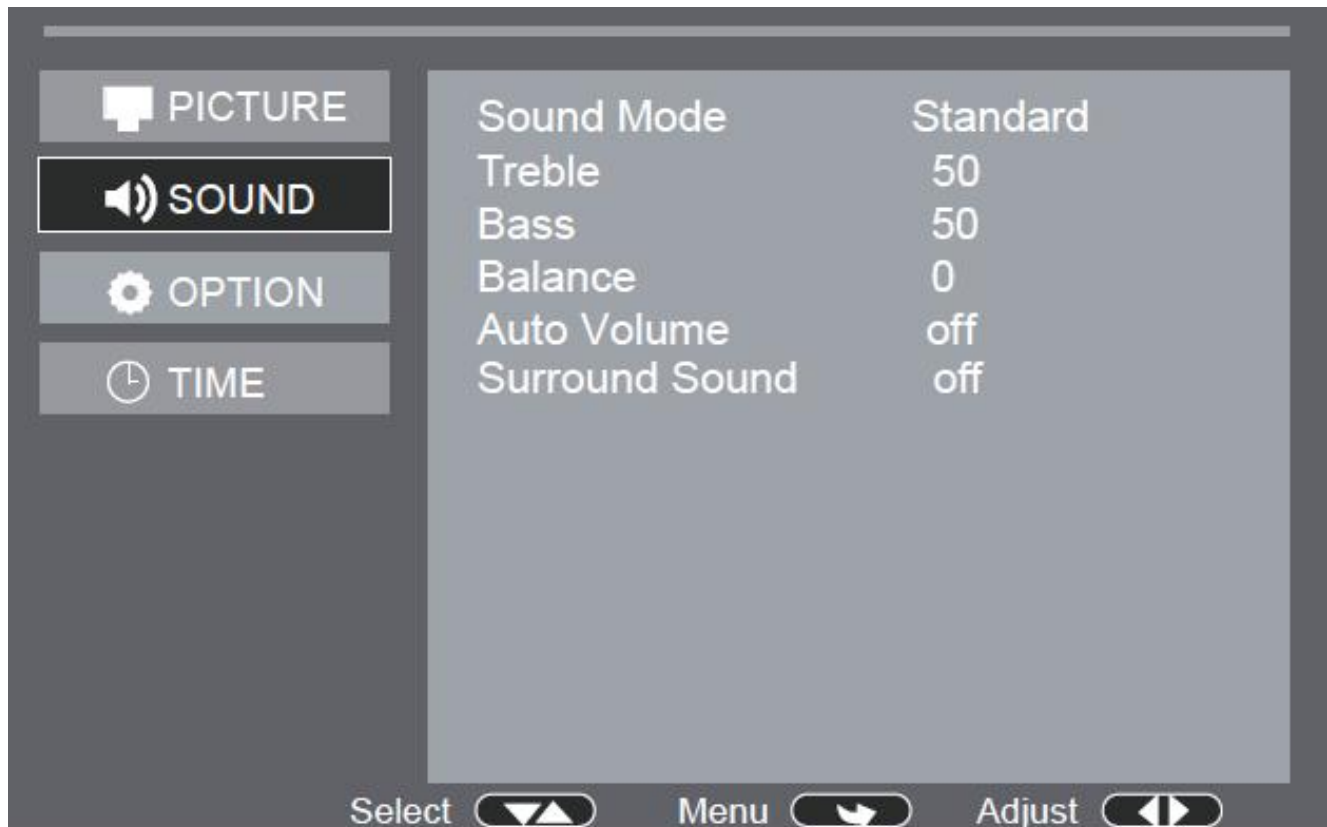 PICTURE
SOUND
OPTION
TIME
Sound Mode Standard
Treble 50
Bass 50
Balance 0
Auto Volume off
Surround Sound off
Select Menu Adjust